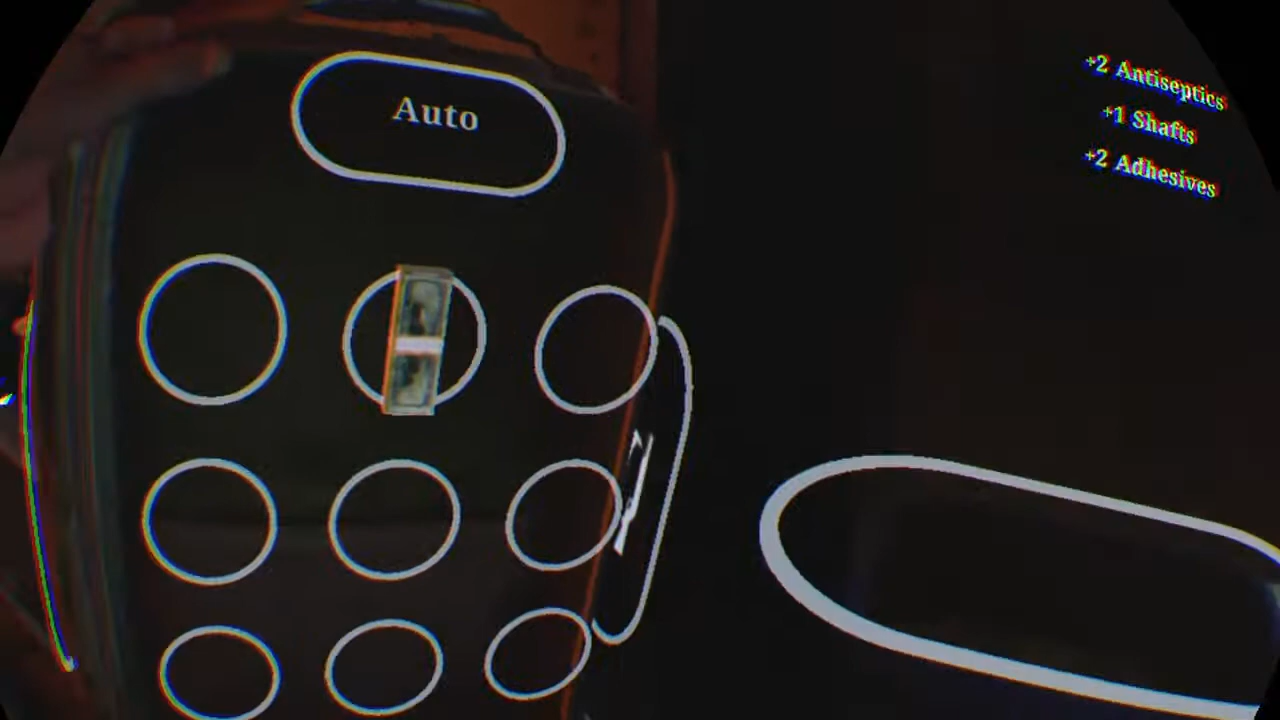 Auto
+2 Antiseptics
+1 Shafts
+2 Adhesives